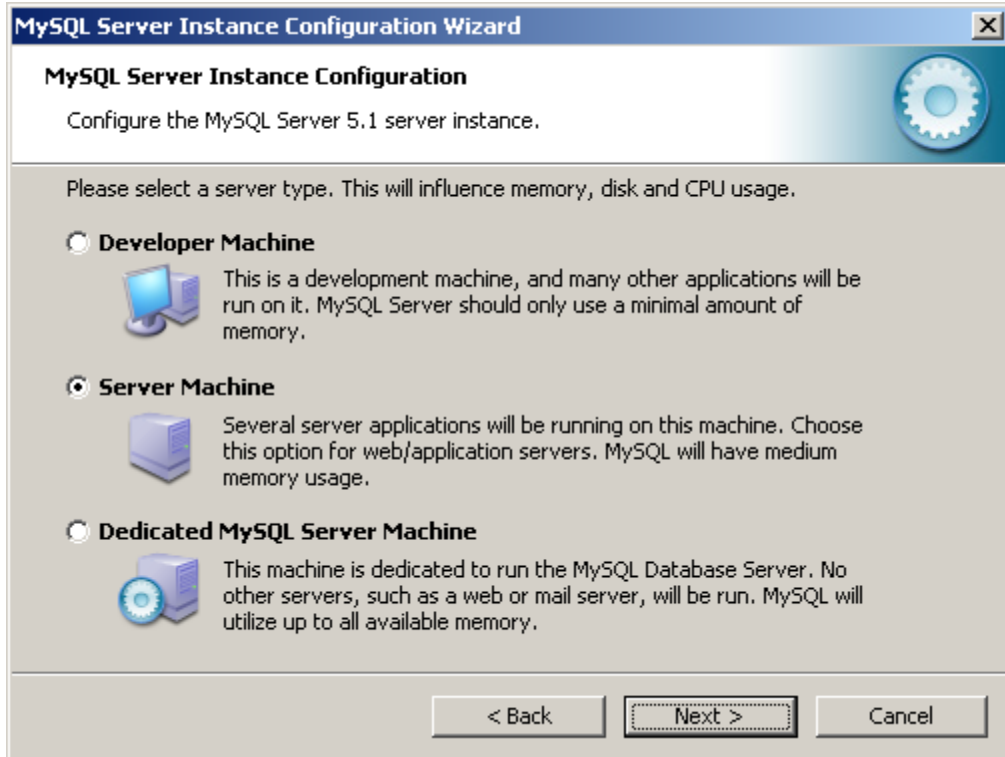 MySQL Server Instance Configuration Wizard
MySQL Server Instance Configuration
Configure the MySQL Server 5.1 server instance.
Please select a server type. This will influence memory, disk and CPU usage.
Developer Machine
This is a development machine, and many other applications will be
run on it. MySQL Server should only use a minimal amount of
memory.
Server Machine
Several server applications will be running on this machine. Choose
this option for web/application servers. MySQL will have medium
memory usage.
Dedicated MySQL Server Machine
This machine is dedicated to run the MySQL Database Server. No
other servers, such as a web or mail server, will be run. MySQL will
utilize up to all available memory.
< Back Next > Cancel